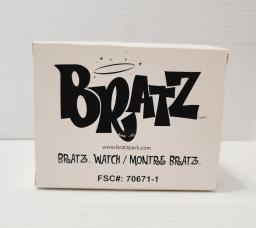 BRATZ
www.bratzpack.com
BRATZ WATCH / MONTRE BRATZ
FSC#: 70671-1